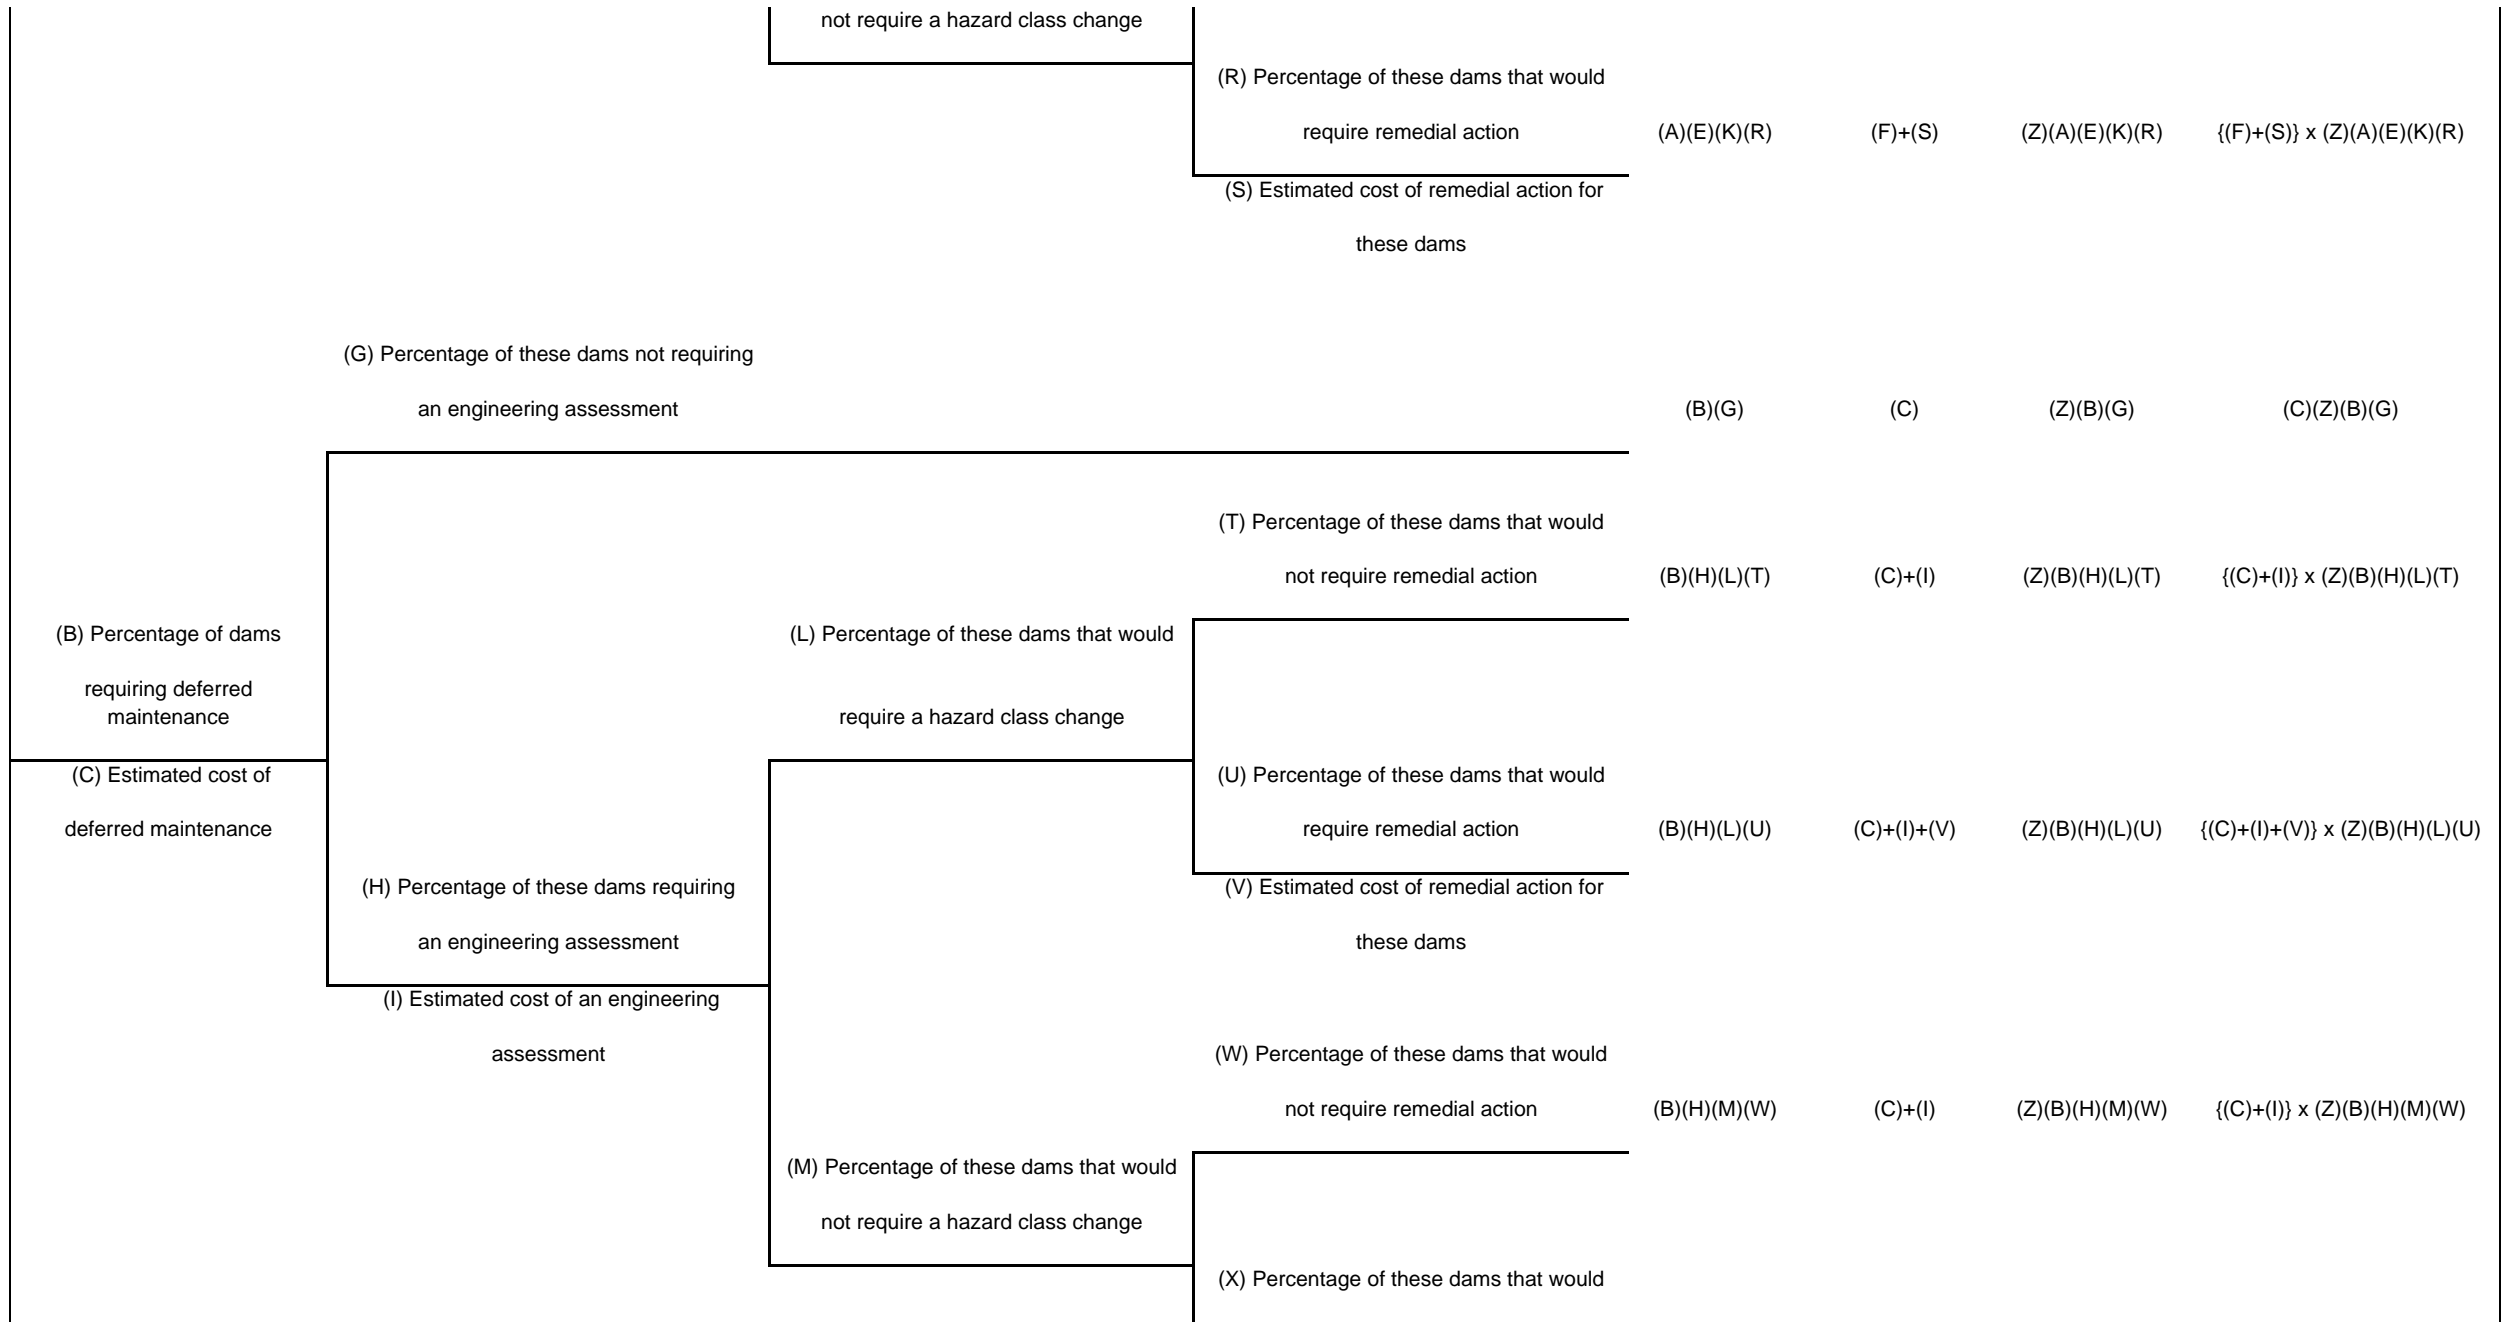 not require a hazard class change
(R) Percentage of these dams that would
require remedial action (A)(E)(K)(R) (F)+(S) (Z)(A)(E)(K)(R) {(F)+(S)} x (Z)(A)(E)(K)(R)
(S) Estimated cost of remedial action for
these dams
(G) Percentage of these dams not requiring
an engineering assessment (B)(G) (C) (Z)(B)(G) (C)(Z)(B)(G)
(T) Percentage of these dams that would
not require remedial action (B)(H)(L)(T) (C)+(I) (Z)(B)(H)(L)(T) {(C)+(I)} x (Z)(B)(H)(L)(T)
(B) Percentage of dams (L) Percentage of these dams that would
requiring deferred
maintenance require a hazard class change
(C) Estimated cost of (U) Percentage of these dams that would
deferred maintenance require remedial action (B)(H)(L)(U) (C)+(I)+(V) (Z)(B)(H)(L)(U) {(C)+(I)+(V)} x (Z)(B)(H)(L)(U)
(H) Percentage of these dams requiring (V) Estimated cost of remedial action for
an engineering assessment these dams
(I) Estimated cost of an engineering
assessment (W) Percentage of these dams that would
not require remedial action (B)(H)(M)(W) (C)+(I) (Z)(B)(H)(M)(W) {(C)+(I)} x (Z)(B)(H)(M)(W)
(M) Percentage of these dams that would
not require a hazard class change
(X) Percentage of these dams that would